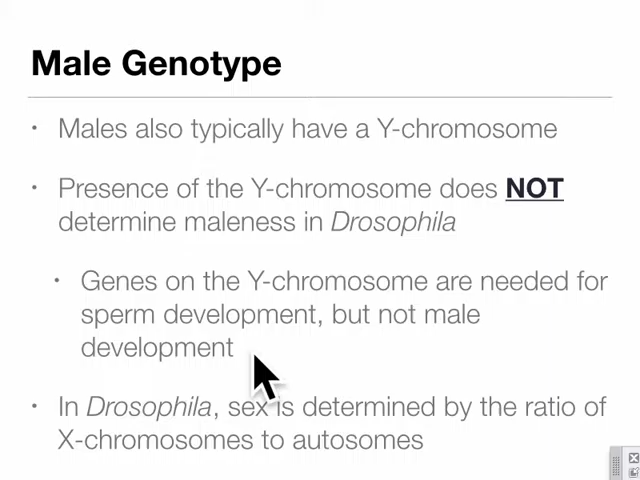 Male Genotype
• Males also typically have a Y-chromosome
• Presence of the Y-chromosome does NOT
determine maleness in Drosophila
• Genes on the Y-chromosome are needed for
sperm development, but not male
development
• In Drosophila, sex is determined by the ratio of
X-chromosomes to autosomes